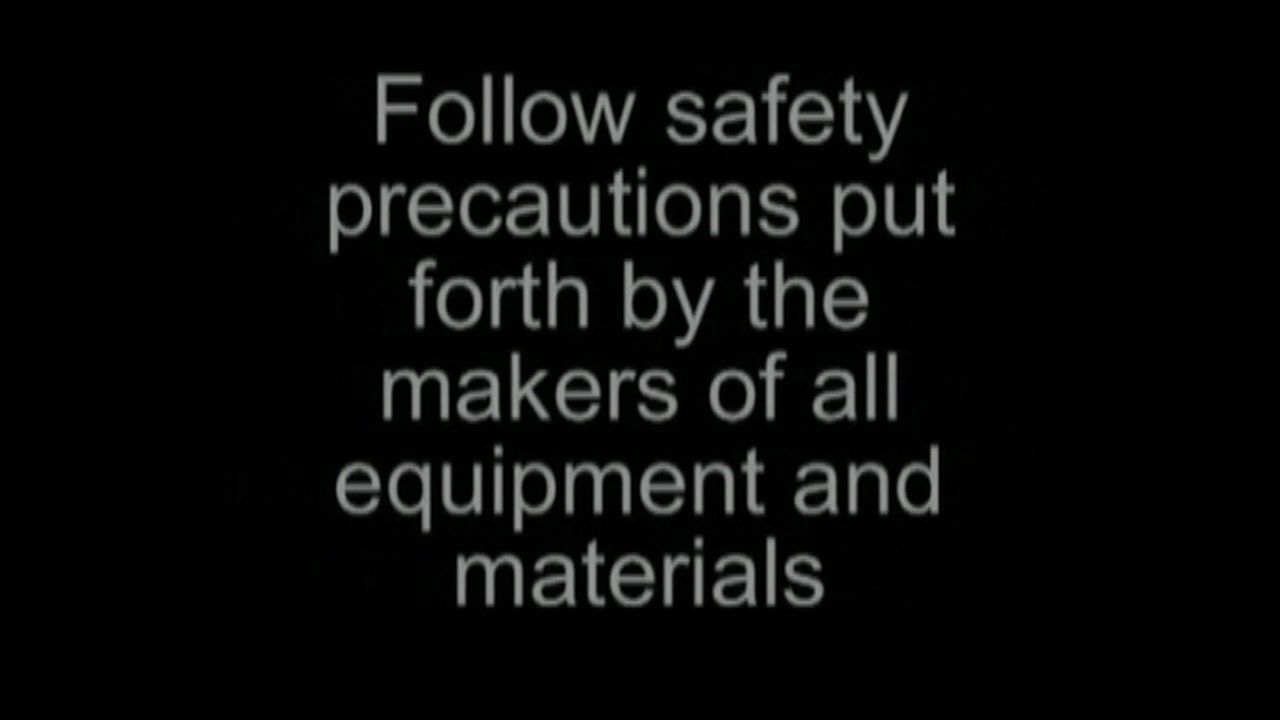 Follow safety
precautions put
forth by the
makers of all
equipment and
materials